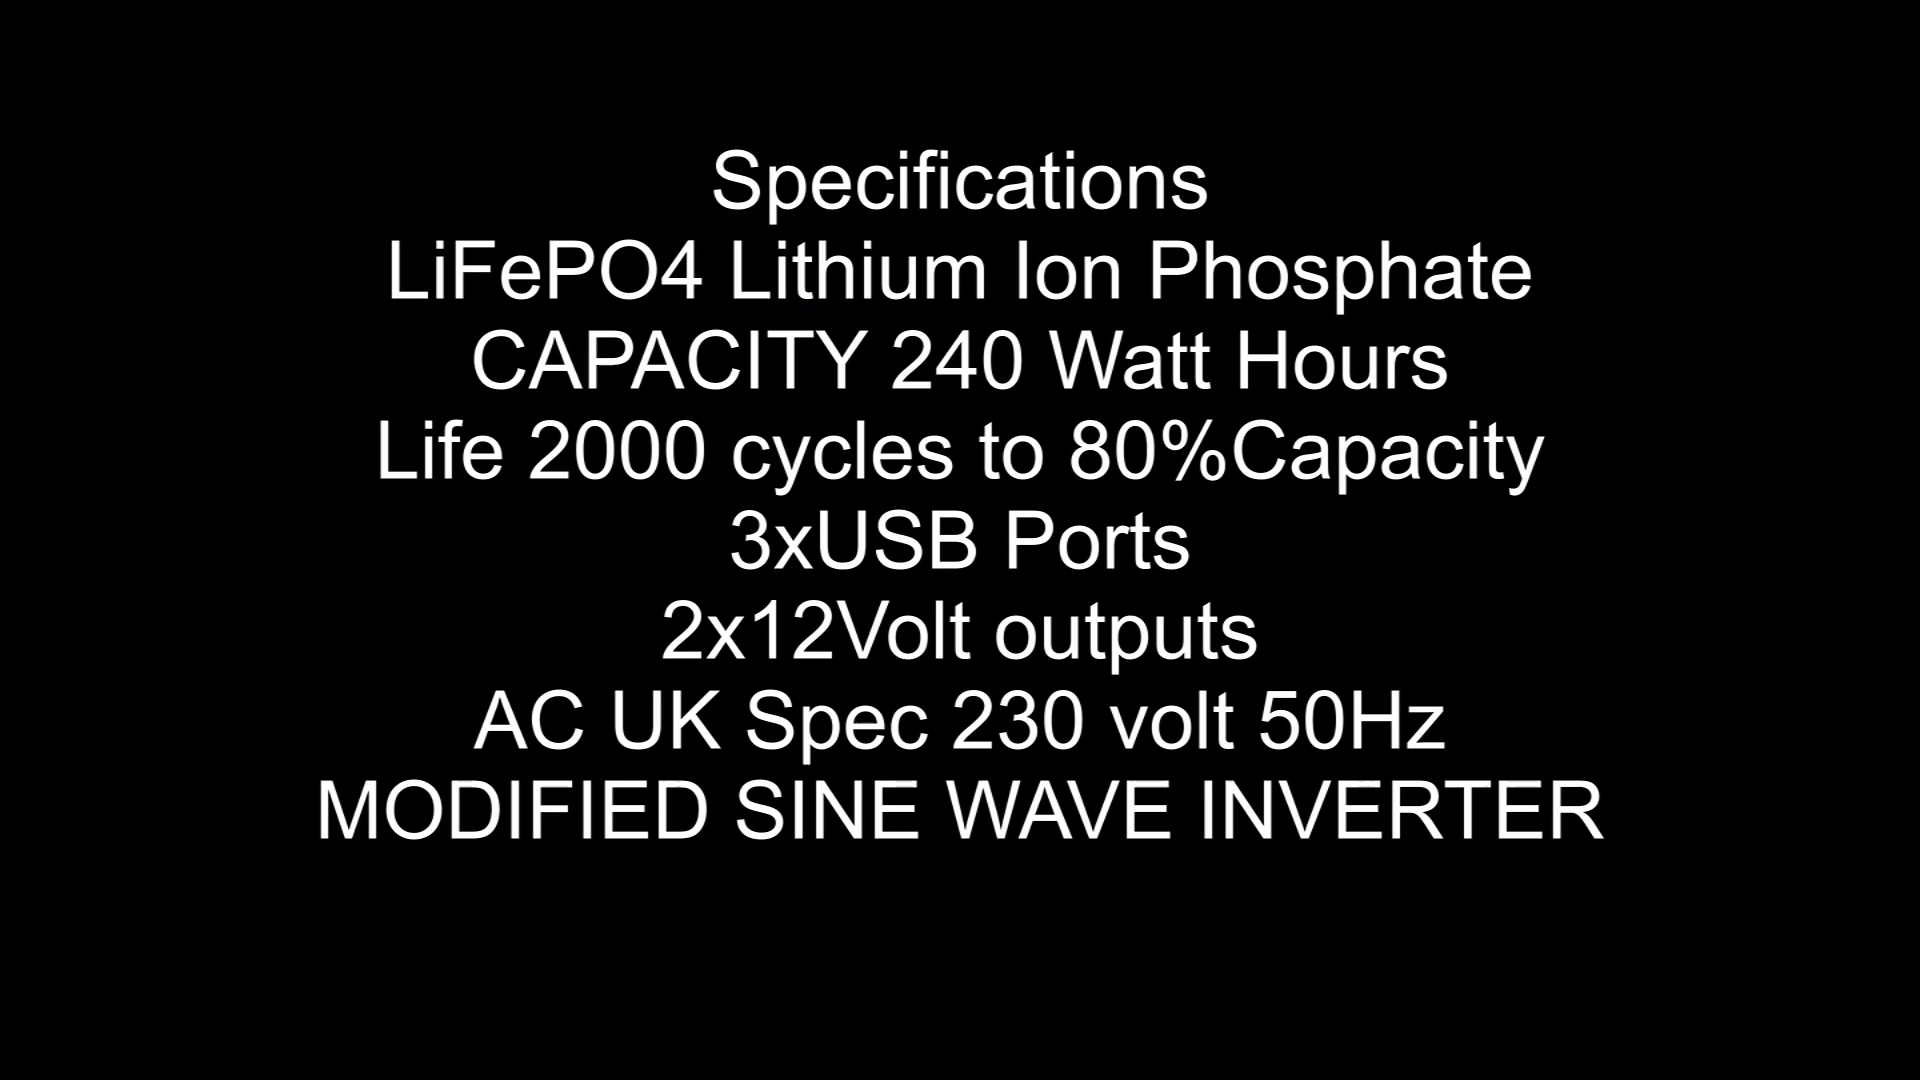 Specifications
LiFePO4 Lithium Ion Phosphate
CAPACITY 240 Watt Hours
Life 2000 cycles to 80%Capacity
3xUSB Ports
2x12Volt outputs
AC UK Spec 230 volt 50Hz
MODIFIED SINE WAVE INVERTER